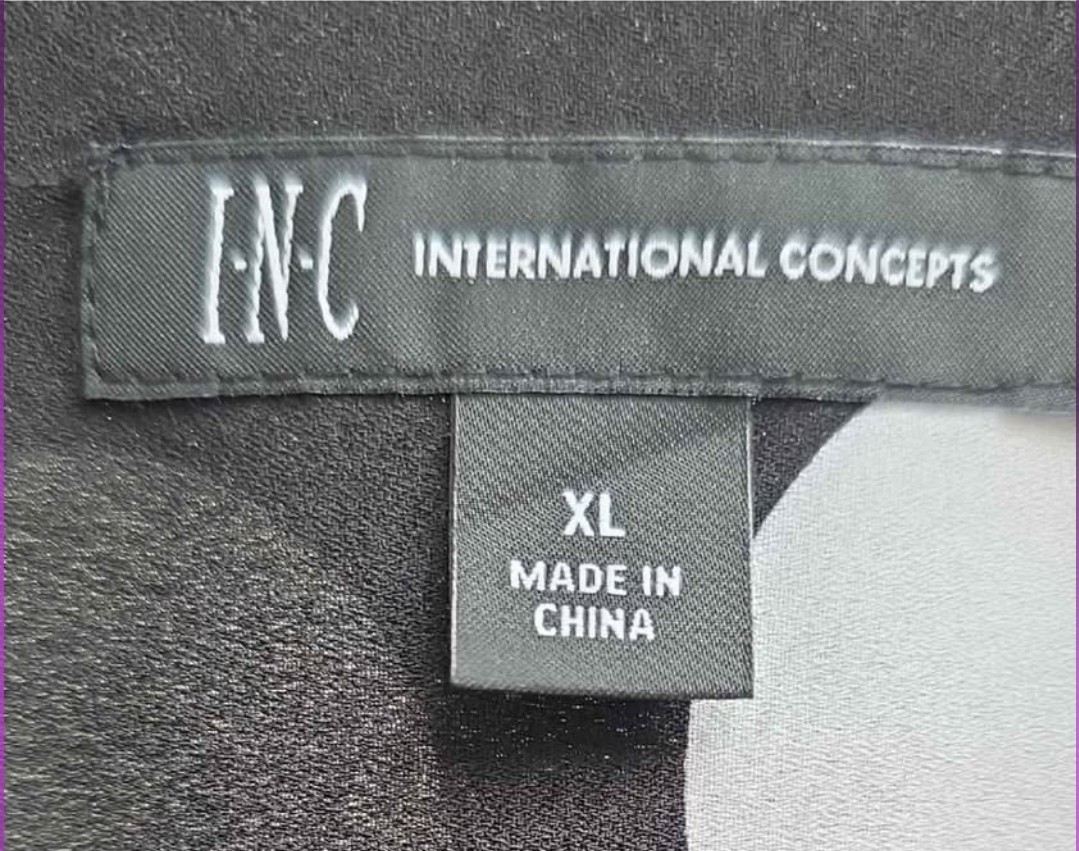 I·N·C INTERNATIONAL CONCEPTS
XL
MADE IN
CHINA